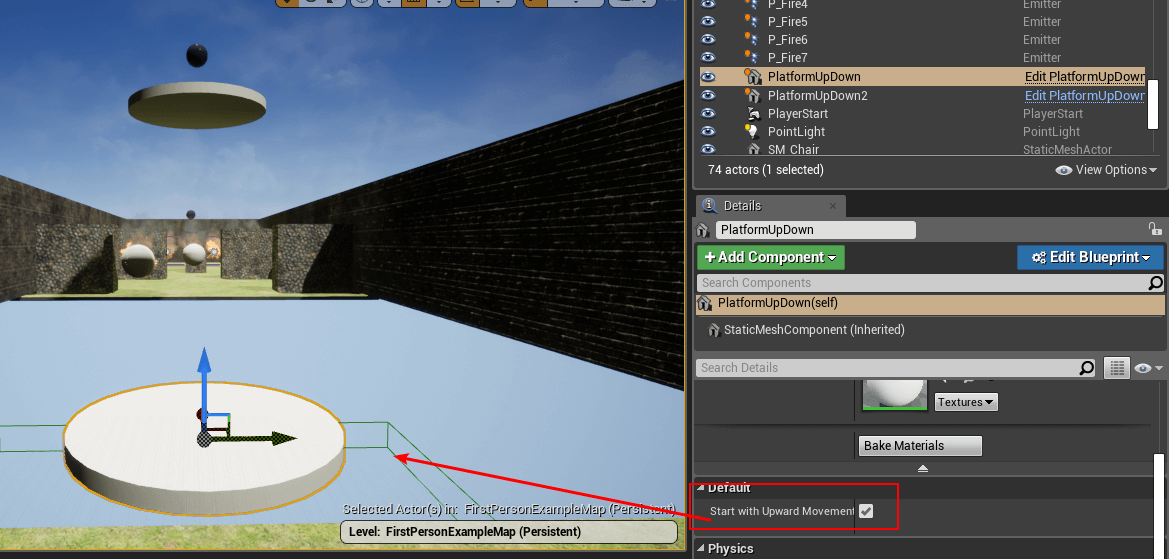 P_Fire4 Emitter
P_Fire5 Emitter
P_Fire6 Emitter
P_Fire7 Emitter
PlatformUpDown Edit PlatformUpDown
PlatformUpDown2 Edit PlatformUpDown
PlayerStart PlayerStart
PointLight PointLight
SM_Chair StaticMeshActor
74 actors (1 selected) View Options
Details
PlatformUpDown
+Add Component Edit Blueprint
Search Components
PlatformUpDown(self)
StaticMeshComponent (Inherited)
Search Details
Textures
Bake Materials
Default
Start with Upward Movement
Physics
Selected Actor(s) in: FirstPersonExampleMap (Persistent)
Level: FirstPersonExampleMap (Persistent)